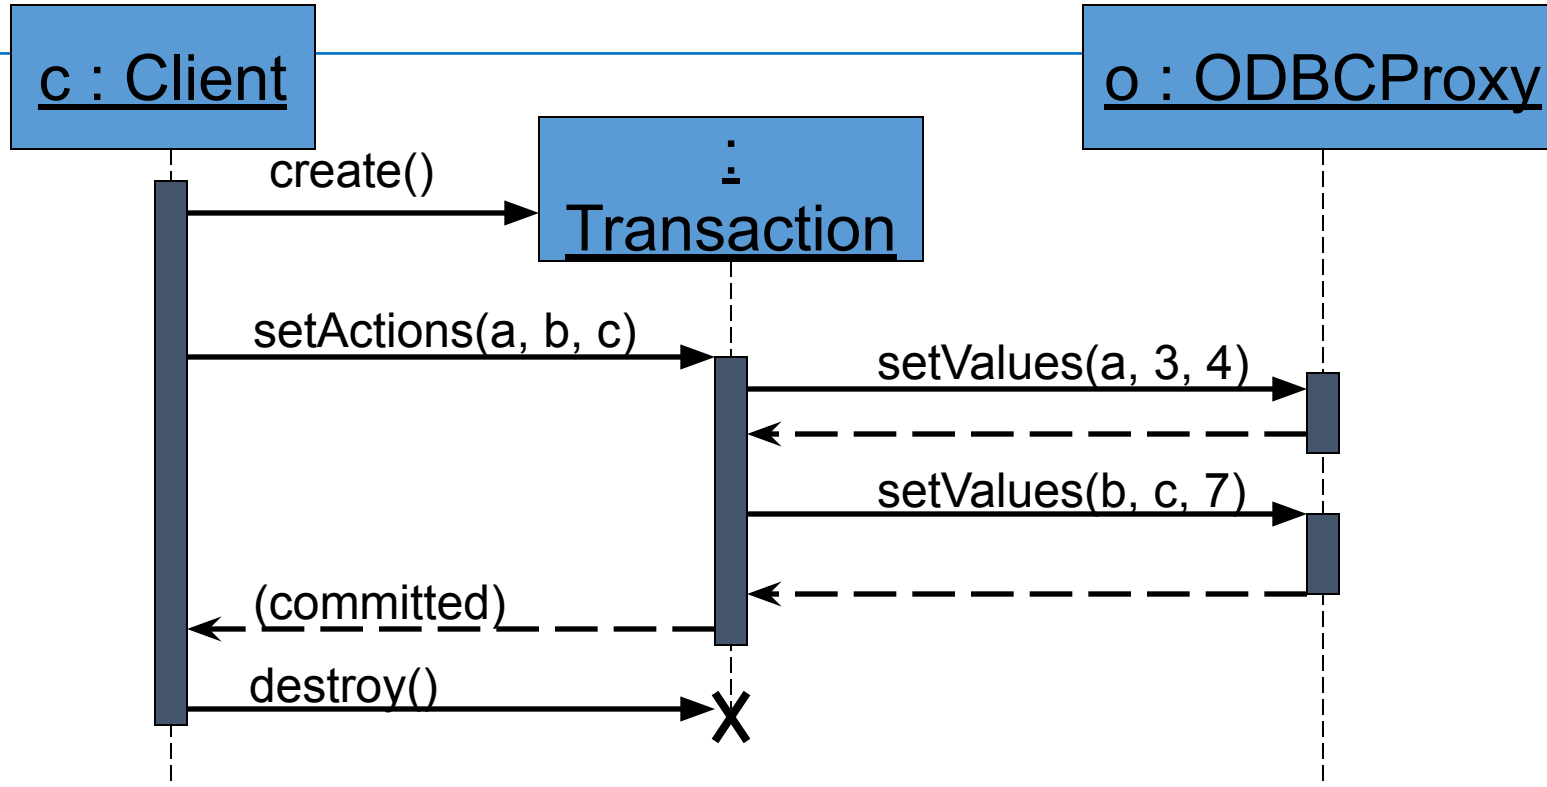 c : Client
o : ODBCProxy
:
Transaction
create()
setActions(a, b, c)
setValues(a, 3, 4)
setValues(b, c, 7)
(committed)
destroy()
X